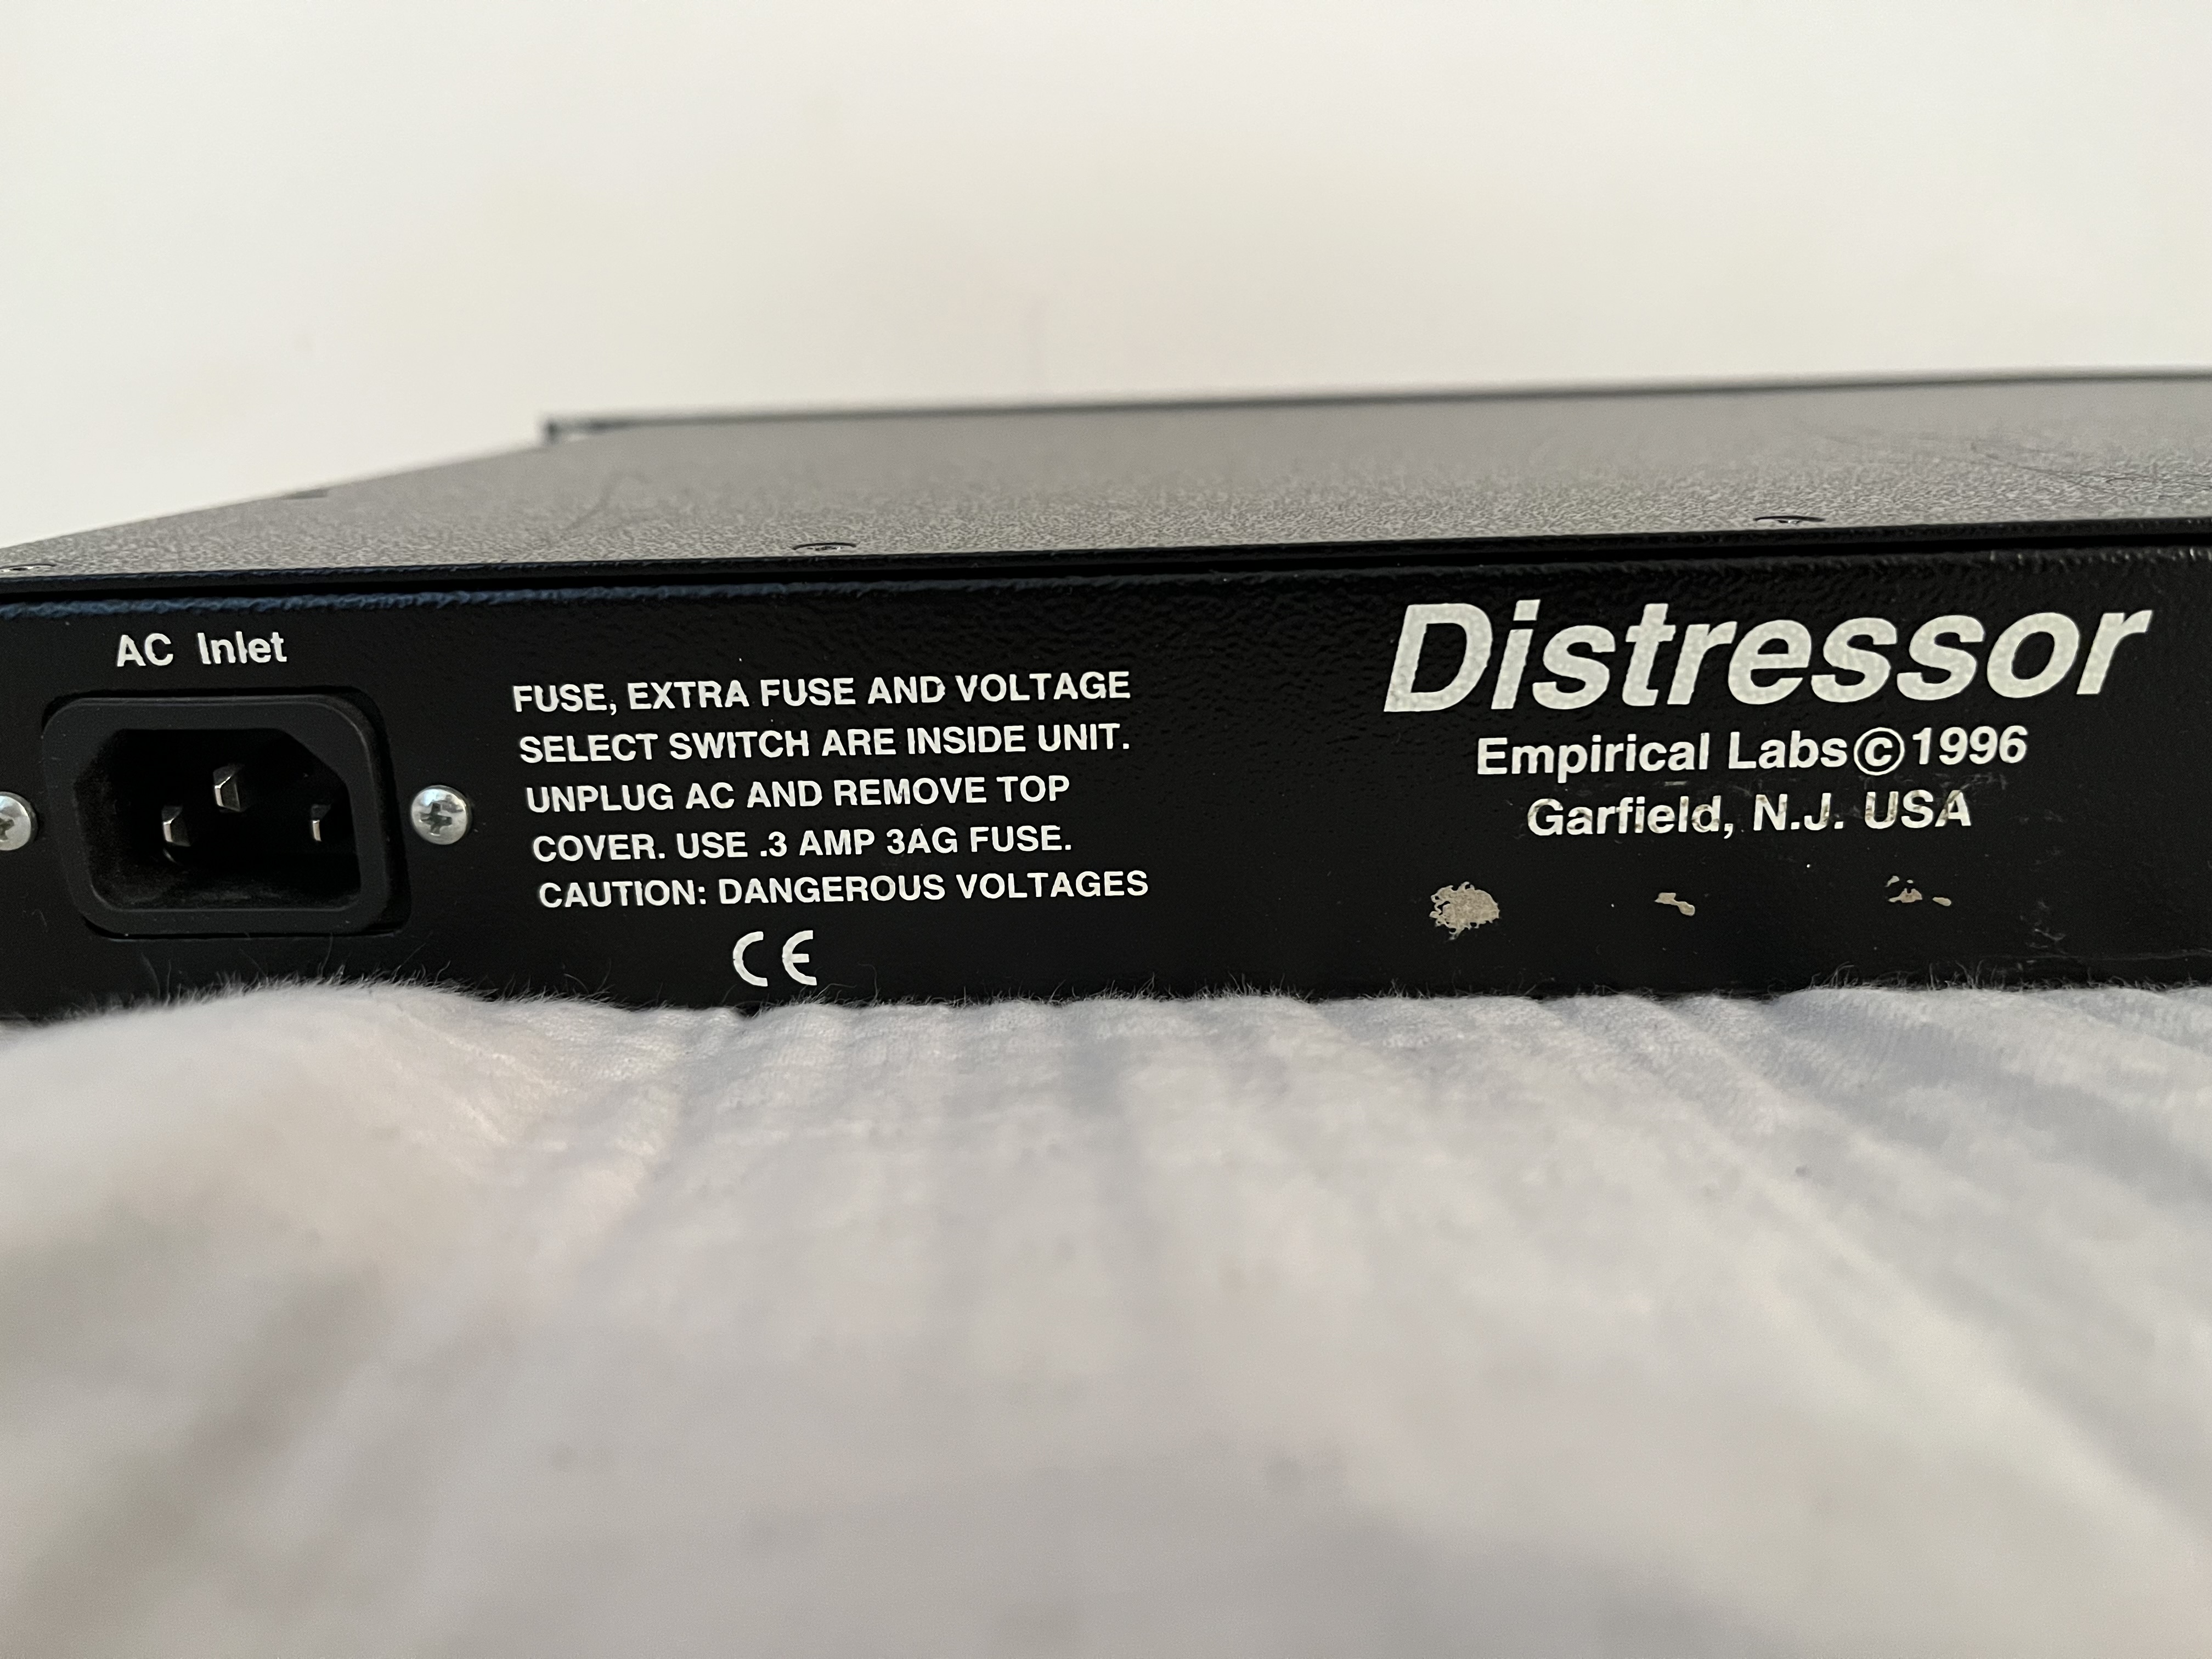 AC Inlet
FUSE, EXTRA FUSE AND VOLTAGE
SELECT SWITCH ARE INSIDE UNIT.
UNPLUG AC AND REMOVE TOP
COVER. USE .3 AMP 3AG FUSE.
CAUTION: DANGEROUS VOLTAGES
CE
Distressor
Empirical Labs©1996
Garfield, N.J. USA